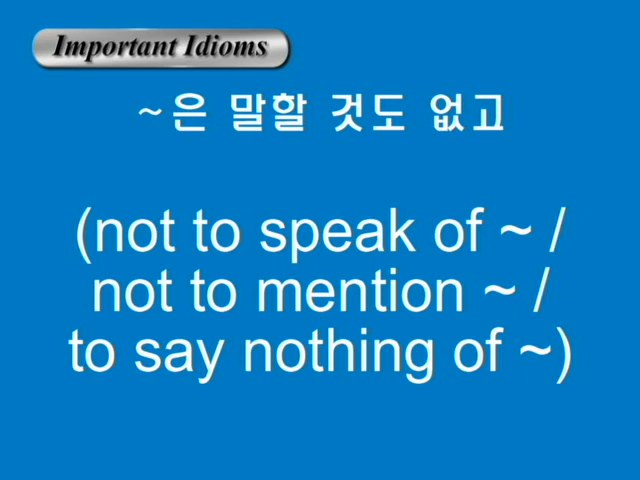 Important Idioms
~은 말할 것도 없고
(not to speak of ~ /
not to mention ~ /
to say nothing of ~)